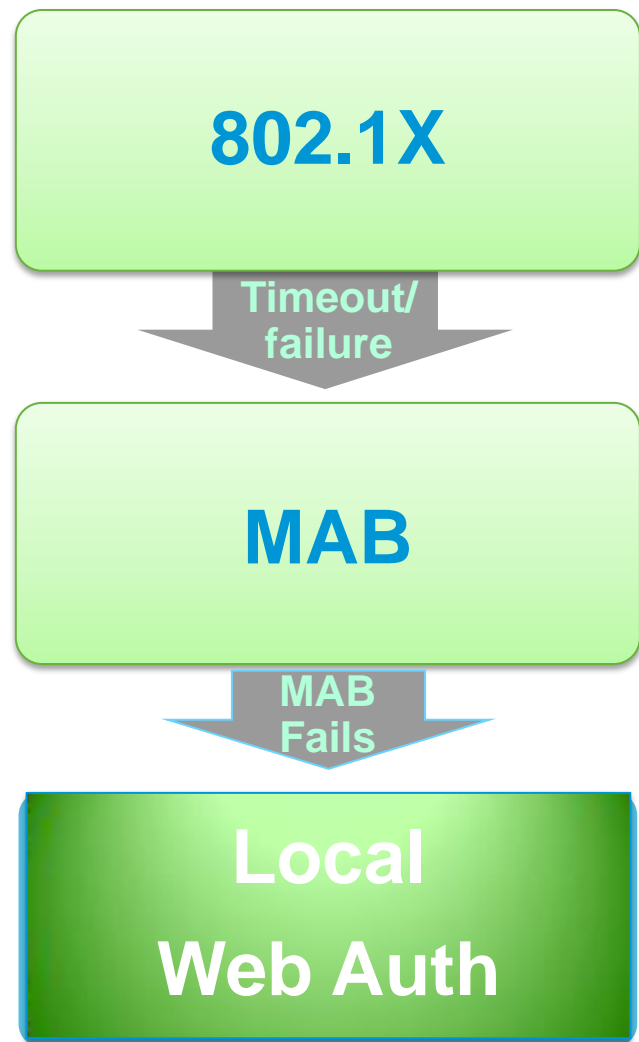 802.1X
Timeout/
failure
MAB
MAB
Fails
Local
Web Auth